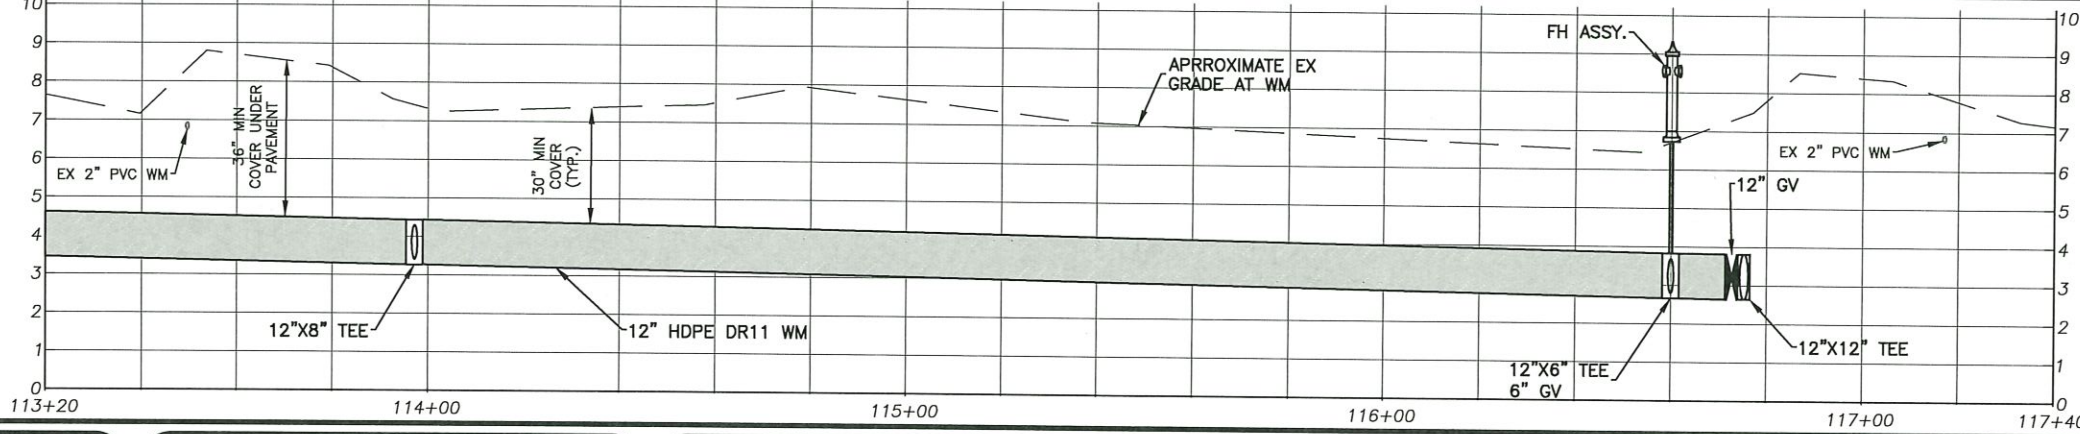 10
9
8
7
6
5
4
3
2
1
0
EX 2" PVC WM
36" MIN
COVER UNDER
PAVEMENT
30" MIN
COVER
(TYP.)
APRROXIMATE EX
GRADE AT WM
FH ASSY.
12" GV
EX 2" PVC WM
12"X8" TEE
12" HDPE DR11 WM
12"X6" TEE
6" GV
12"X12" TEE
10
9
8
7
6
5
4
3
2
1
0
113+20
114+00
115+00
116+00
117+00
117+40